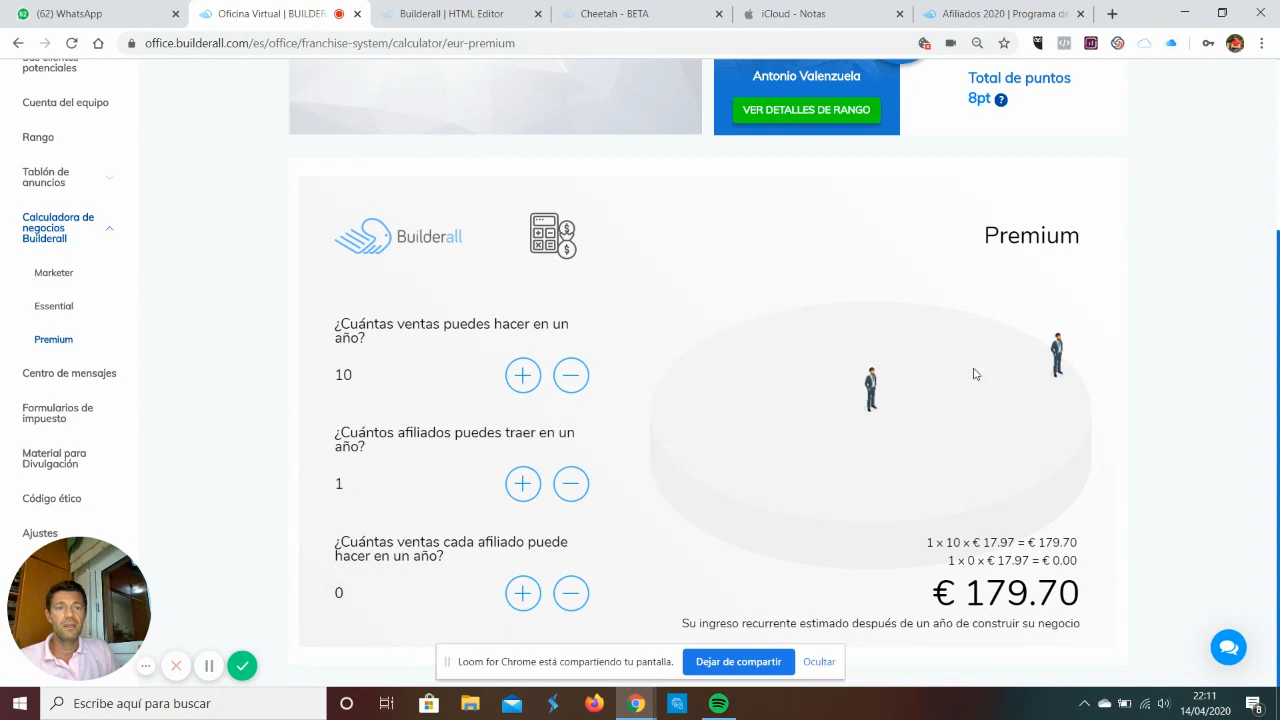 62
(62) WhatsApp
Oficina Virtual | BUILDER
Builderall | HTML Editor
Cheetah - BETA
iCloud - Notas
Afiliados 2020 | Programa de
office.builderall.com/es/office/franchise-system/calculator/eur-premium
Sus clientes
potenciales
Cuenta del equipo
Rango
Tablón de
anuncios
Calculadora de
negocios
Builderall
Marketer
Essential
Premium
Centro de mensajes
Formularios de
impuesto
Material para
Divulgación
Código ético
Ajustes
Antonio Valenzuela
VER DETALLES DE RANGO
Total de puntos
8pt ?
Builderall
Premium
¿Cuántas ventas puedes hacer en un
año?
10
¿Cuántos afiliados puedes traer en un
año?
1
¿Cuántas ventas cada afiliado puede
hacer en un año?
0
1 x 10 x € 17.97 = € 179.70
1 x 0 x € 17.97 = € 0.00
€ 179.70
Su ingreso recurrente estimado después de un año de construir su negocio
Loom for Chrome está compartiendo tu pantalla.
Dejar de compartir
Ocultar
Escribe aquí para buscar
22:11
14/04/2020
8